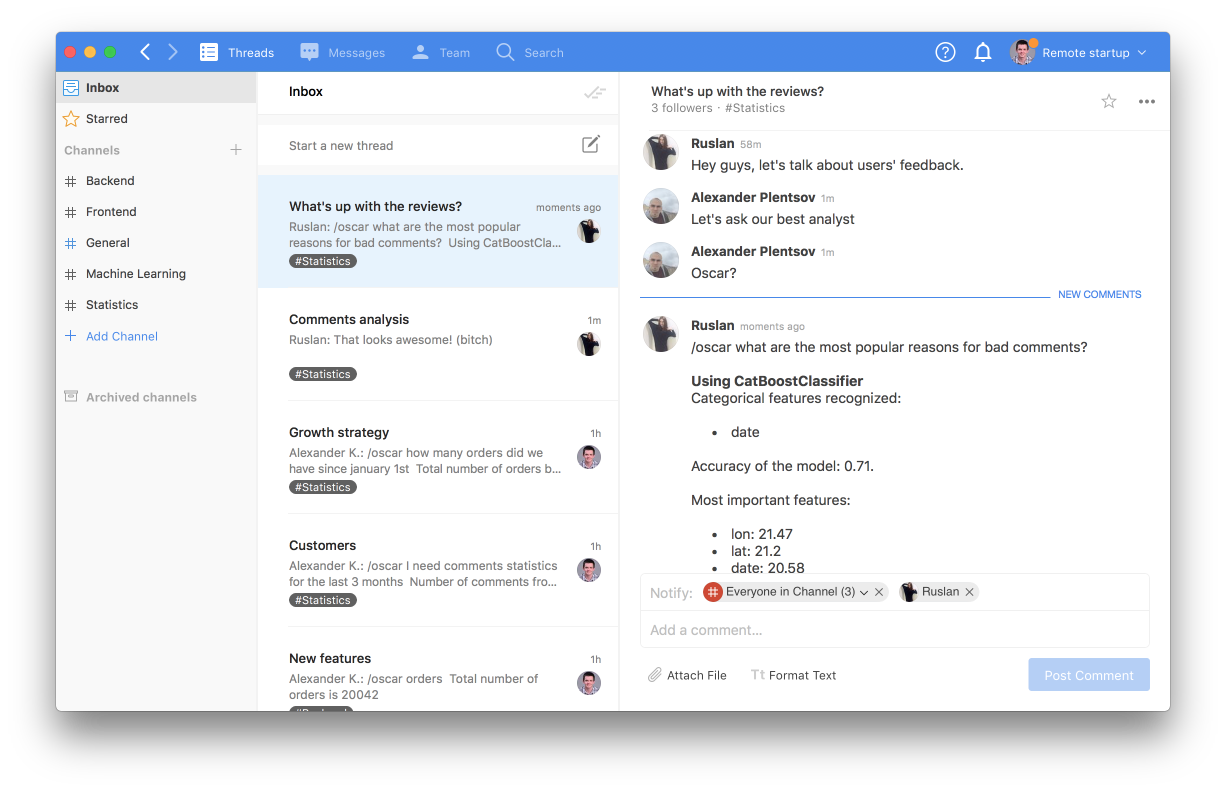 Threads
Messages
Team
Search
Remote startup
Inbox
Starred
Channels
Backend
Frontend
General
Machine Learning
Statistics
Add Channel
Archived channels
Inbox
Start a new thread
What's up with the reviews?
moments ago
Ruslan: /oscar what are the most popular
reasons for bad comments?  Using CatBoostCla...
#Statistics
Comments analysis
1m
Ruslan: That looks awesome! (bitch)
#Statistics
Growth strategy
1h
Alexander K.: /oscar how many orders did we
have since january 1st  Total number of orders b...
#Statistics
Customers
1h
Alexander K.: /oscar I need comments statistics
for the last 3 months  Number of comments fro...
#Statistics
New features
1h
Alexander K.: /oscar orders  Total number of
orders is 20042
What's up with the reviews?
3 followers · #Statistics
Ruslan 58m
Hey guys, let's talk about users' feedback.
Alexander Plentsov 1m
Let's ask our best analyst
Alexander Plentsov 1m
Oscar?
NEW COMMENTS
Ruslan moments ago
/oscar what are the most popular reasons for bad comments?
Using CatBoostClassifier
Categorical features recognized:
• date
Accuracy of the model: 0.71.
Most important features:
• lon: 21.47
• lat: 21.2
• date: 20.58
Notify: # Everyone in Channel (3) Ruslan
Add a comment...
Attach File
Tt Format Text
Post Comment